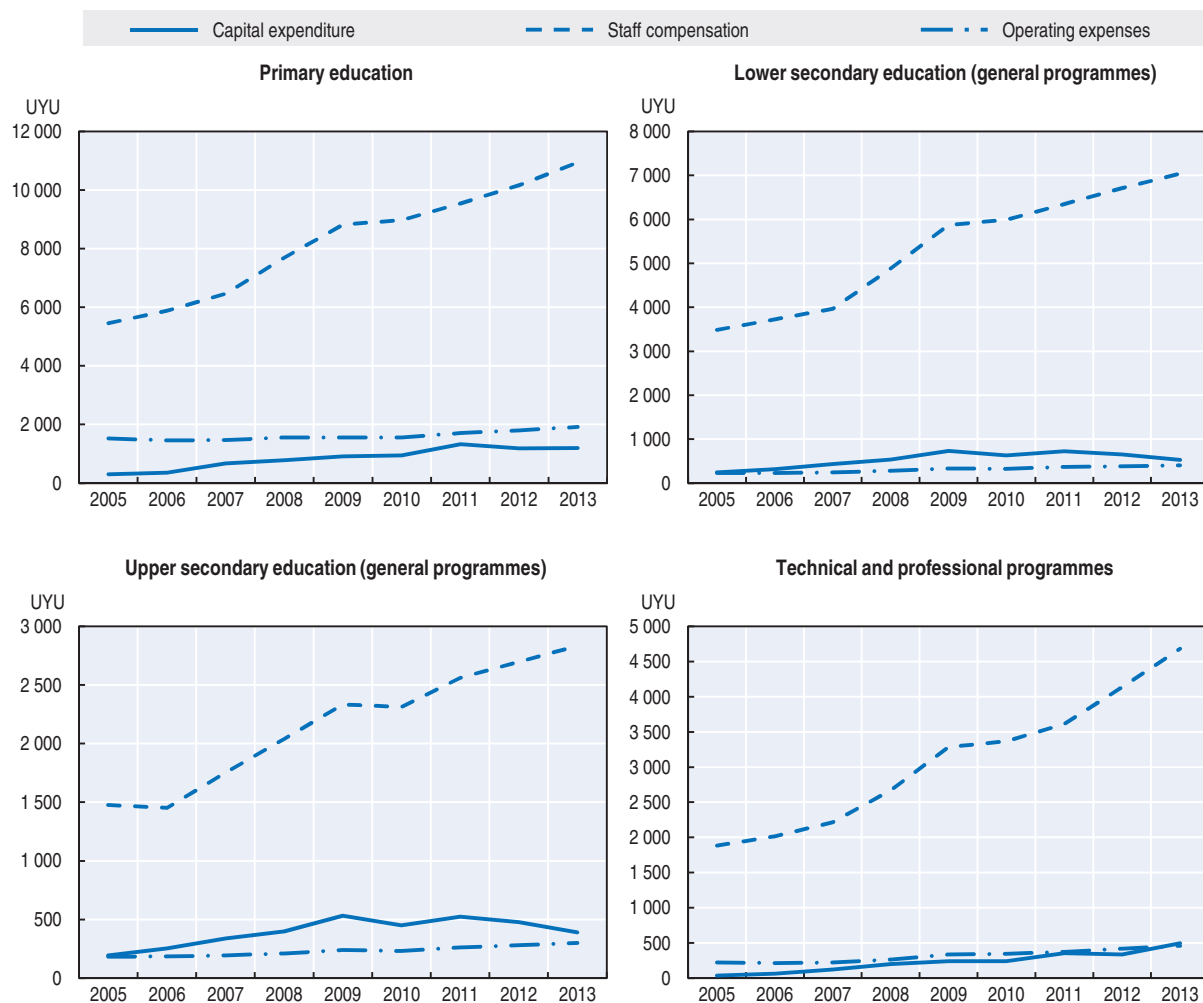 Capital expenditure Staff compensation Operating expenses
Primary education
UYU
12 000
10 000
8 000
6 000
4 000
2 000
0
2005 2006 2007 2008 2009 2010 2011 2012 2013
Lower secondary education (general programmes)
UYU
8 000
7 000
6 000
5 000
4 000
3 000
2 000
1 000
0
2005 2006 2007 2008 2009 2010 2011 2012 2013
Upper secondary education (general programmes)
UYU
3 000
2 500
2 000
1 500
1 000
500
0
2005 2006 2007 2008 2009 2010 2011 2012 2013
Technical and professional programmes
UYU
5 000
4 500
4 000
3 500
3 000
2 500
2 000
1 500
1 000
500
0
2005 2006 2007 2008 2009 2010 2011 2012 2013